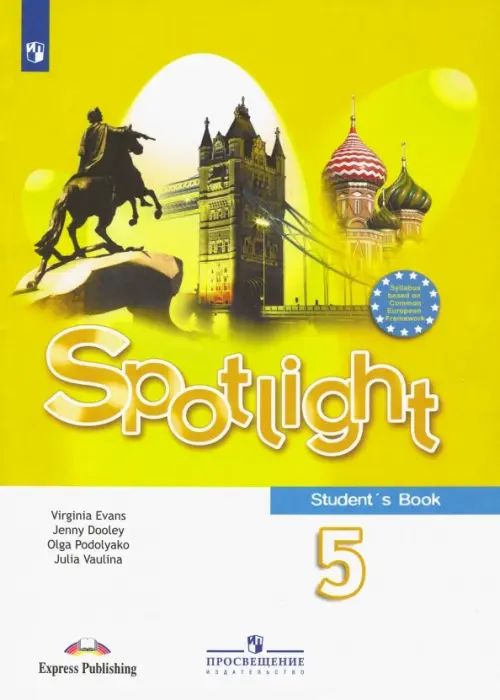 Syllabus
based on
Common
European
Framework
Spotlight
Student´s Book
5
Virginia Evans
Jenny Dooley
Olga Podolyako
Julia Vaulina
Express Publishing
ПРОСВЕЩЕНИЕ
ИЗДАТЕЛЬСТВО